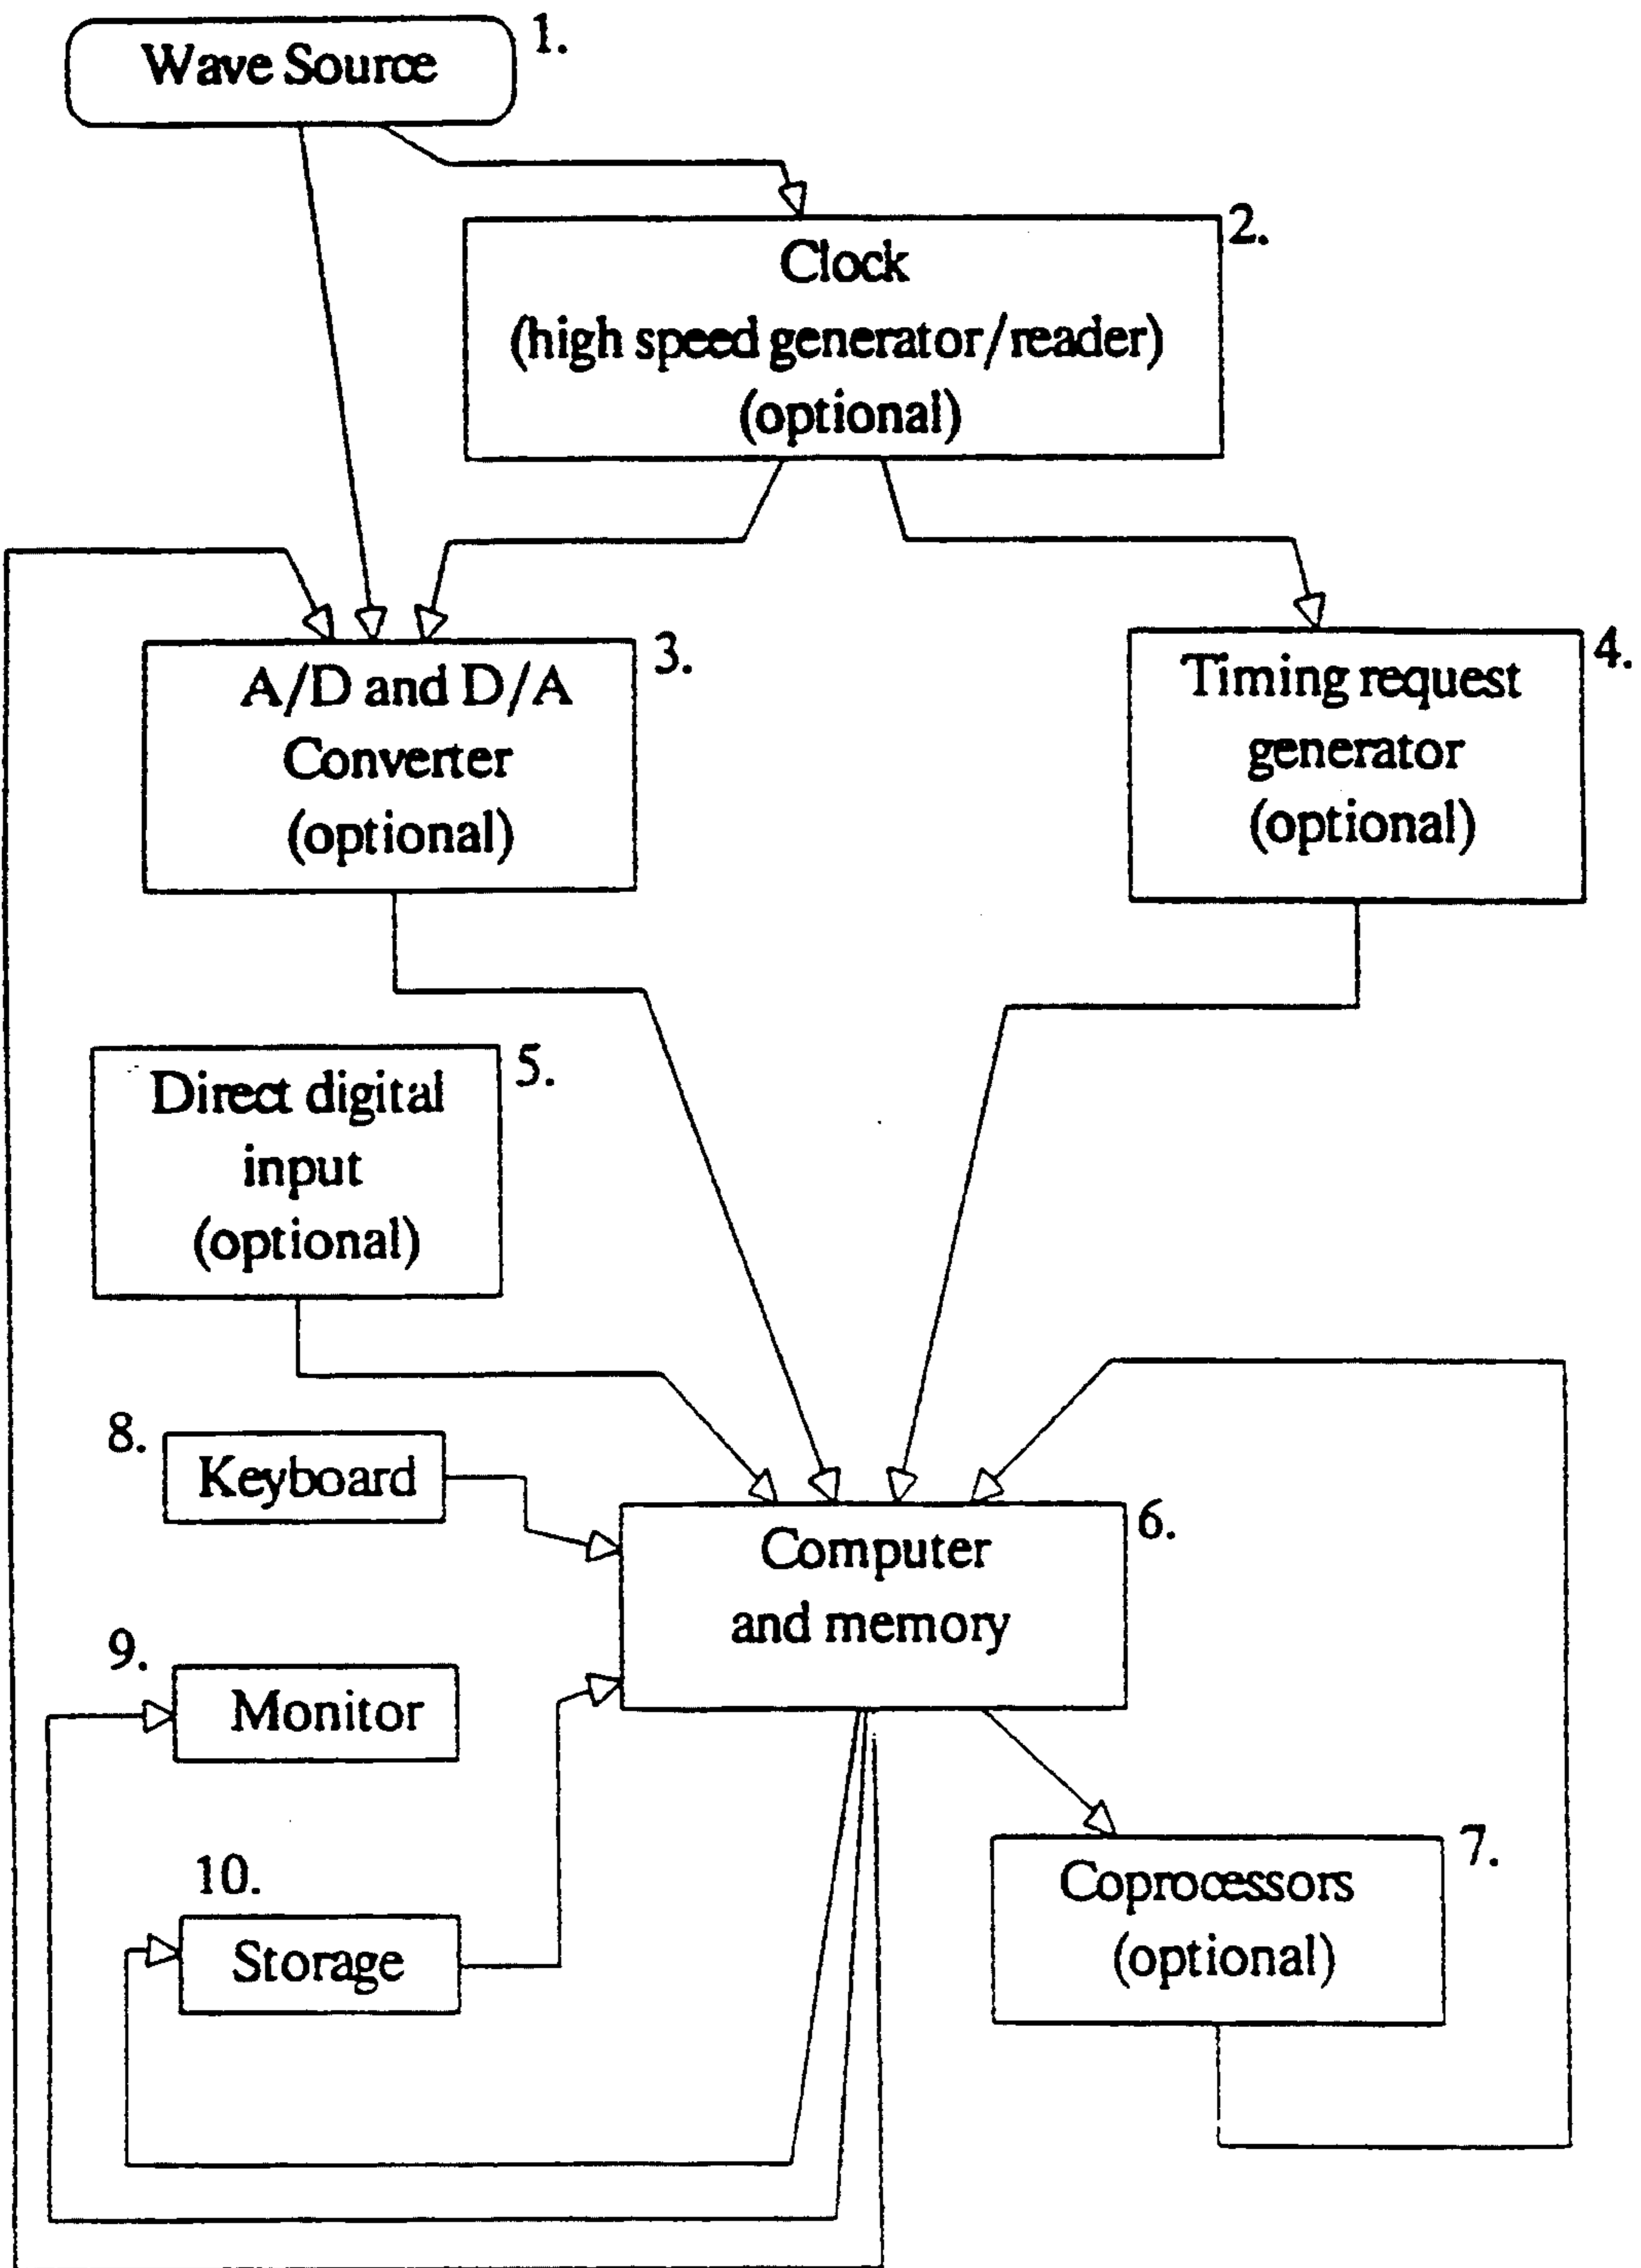 Wave Source
1.
2.
Clock
(high speed generator/reader)
(optional)
3.
A/D and D/A
Converter
(optional)
4.
Timing request
generator
(optional)
5.
Direct digital
input
(optional)
8.
Keyboard
6.
Computer
and memory
9.
Monitor
7.
Coprocessors
(optional)
10.
Storage